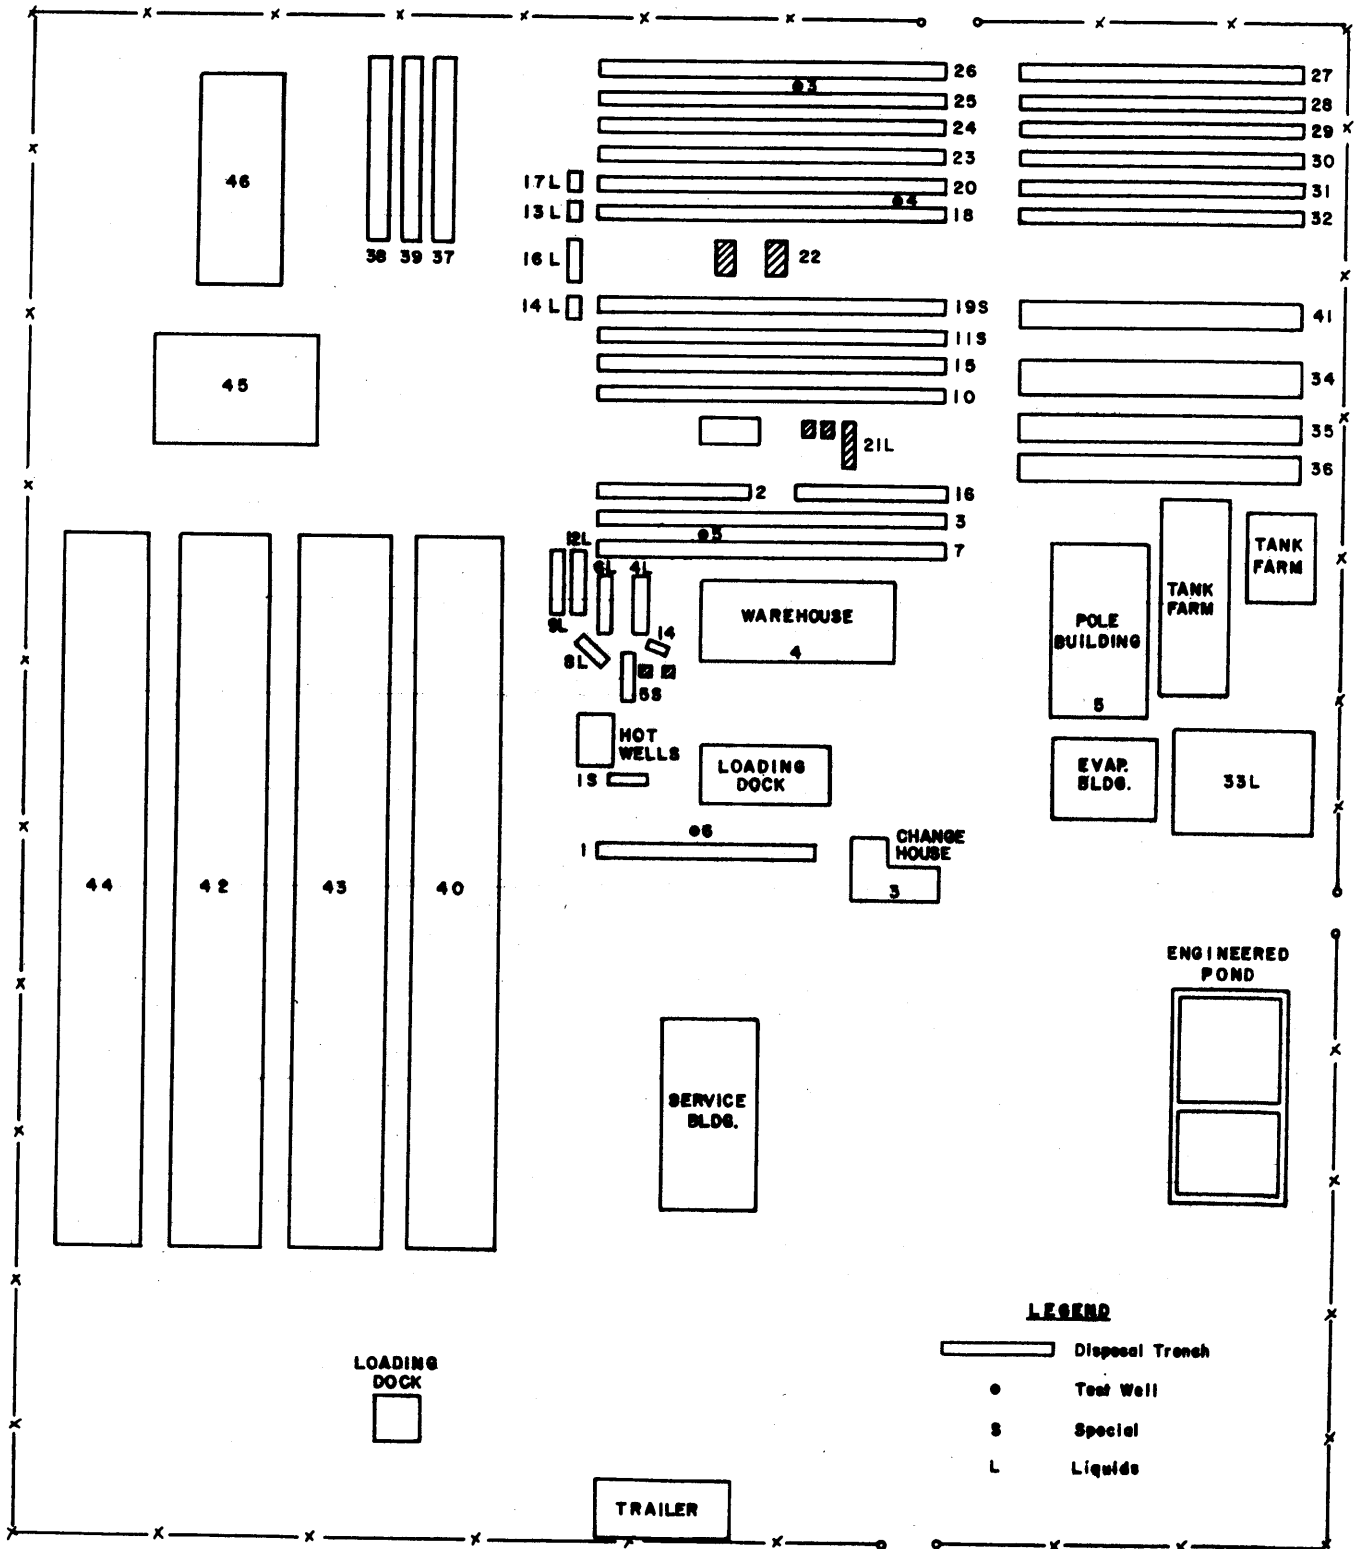 26
27
3
25
28
24
29
46
23
30
17L
20
31
4
13L
18
32
38 39 37
16L
22
14L
19S
41
11S
15
34
45
10
35
21L
36
2
16
3
5
12L
7
TANK
FARM
6L
4L
TANK
FARM
WAREHOUSE
4
POLE
BUILDING
5
9L
14
8L
5S
HOT
WELLS
1S
LOADING
DOCK
EVAP.
BLDG.
33L
6
1
CHANGE
HOUSE
3
44
42
43
40
ENGINEERED
POND
SERVICE
BLDG.
LEGEND
Disposal Trench
Test Well
S Special
L Liquids
LOADING
DOCK
TRAILER